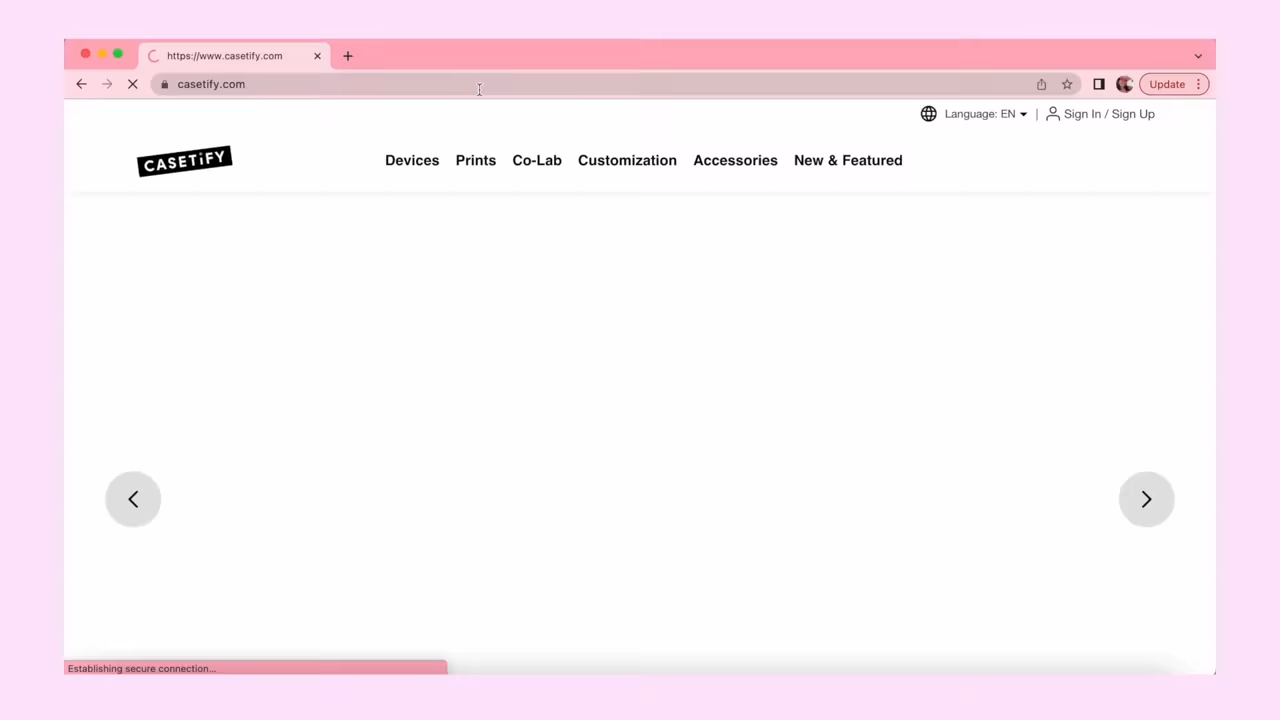 https://www.casetify.com
casetify.com
Update
Language: EN | Sign In / Sign Up
CASETiFY
Devices Prints Co-Lab Customization Accessories New & Featured
Establishing secure connection...